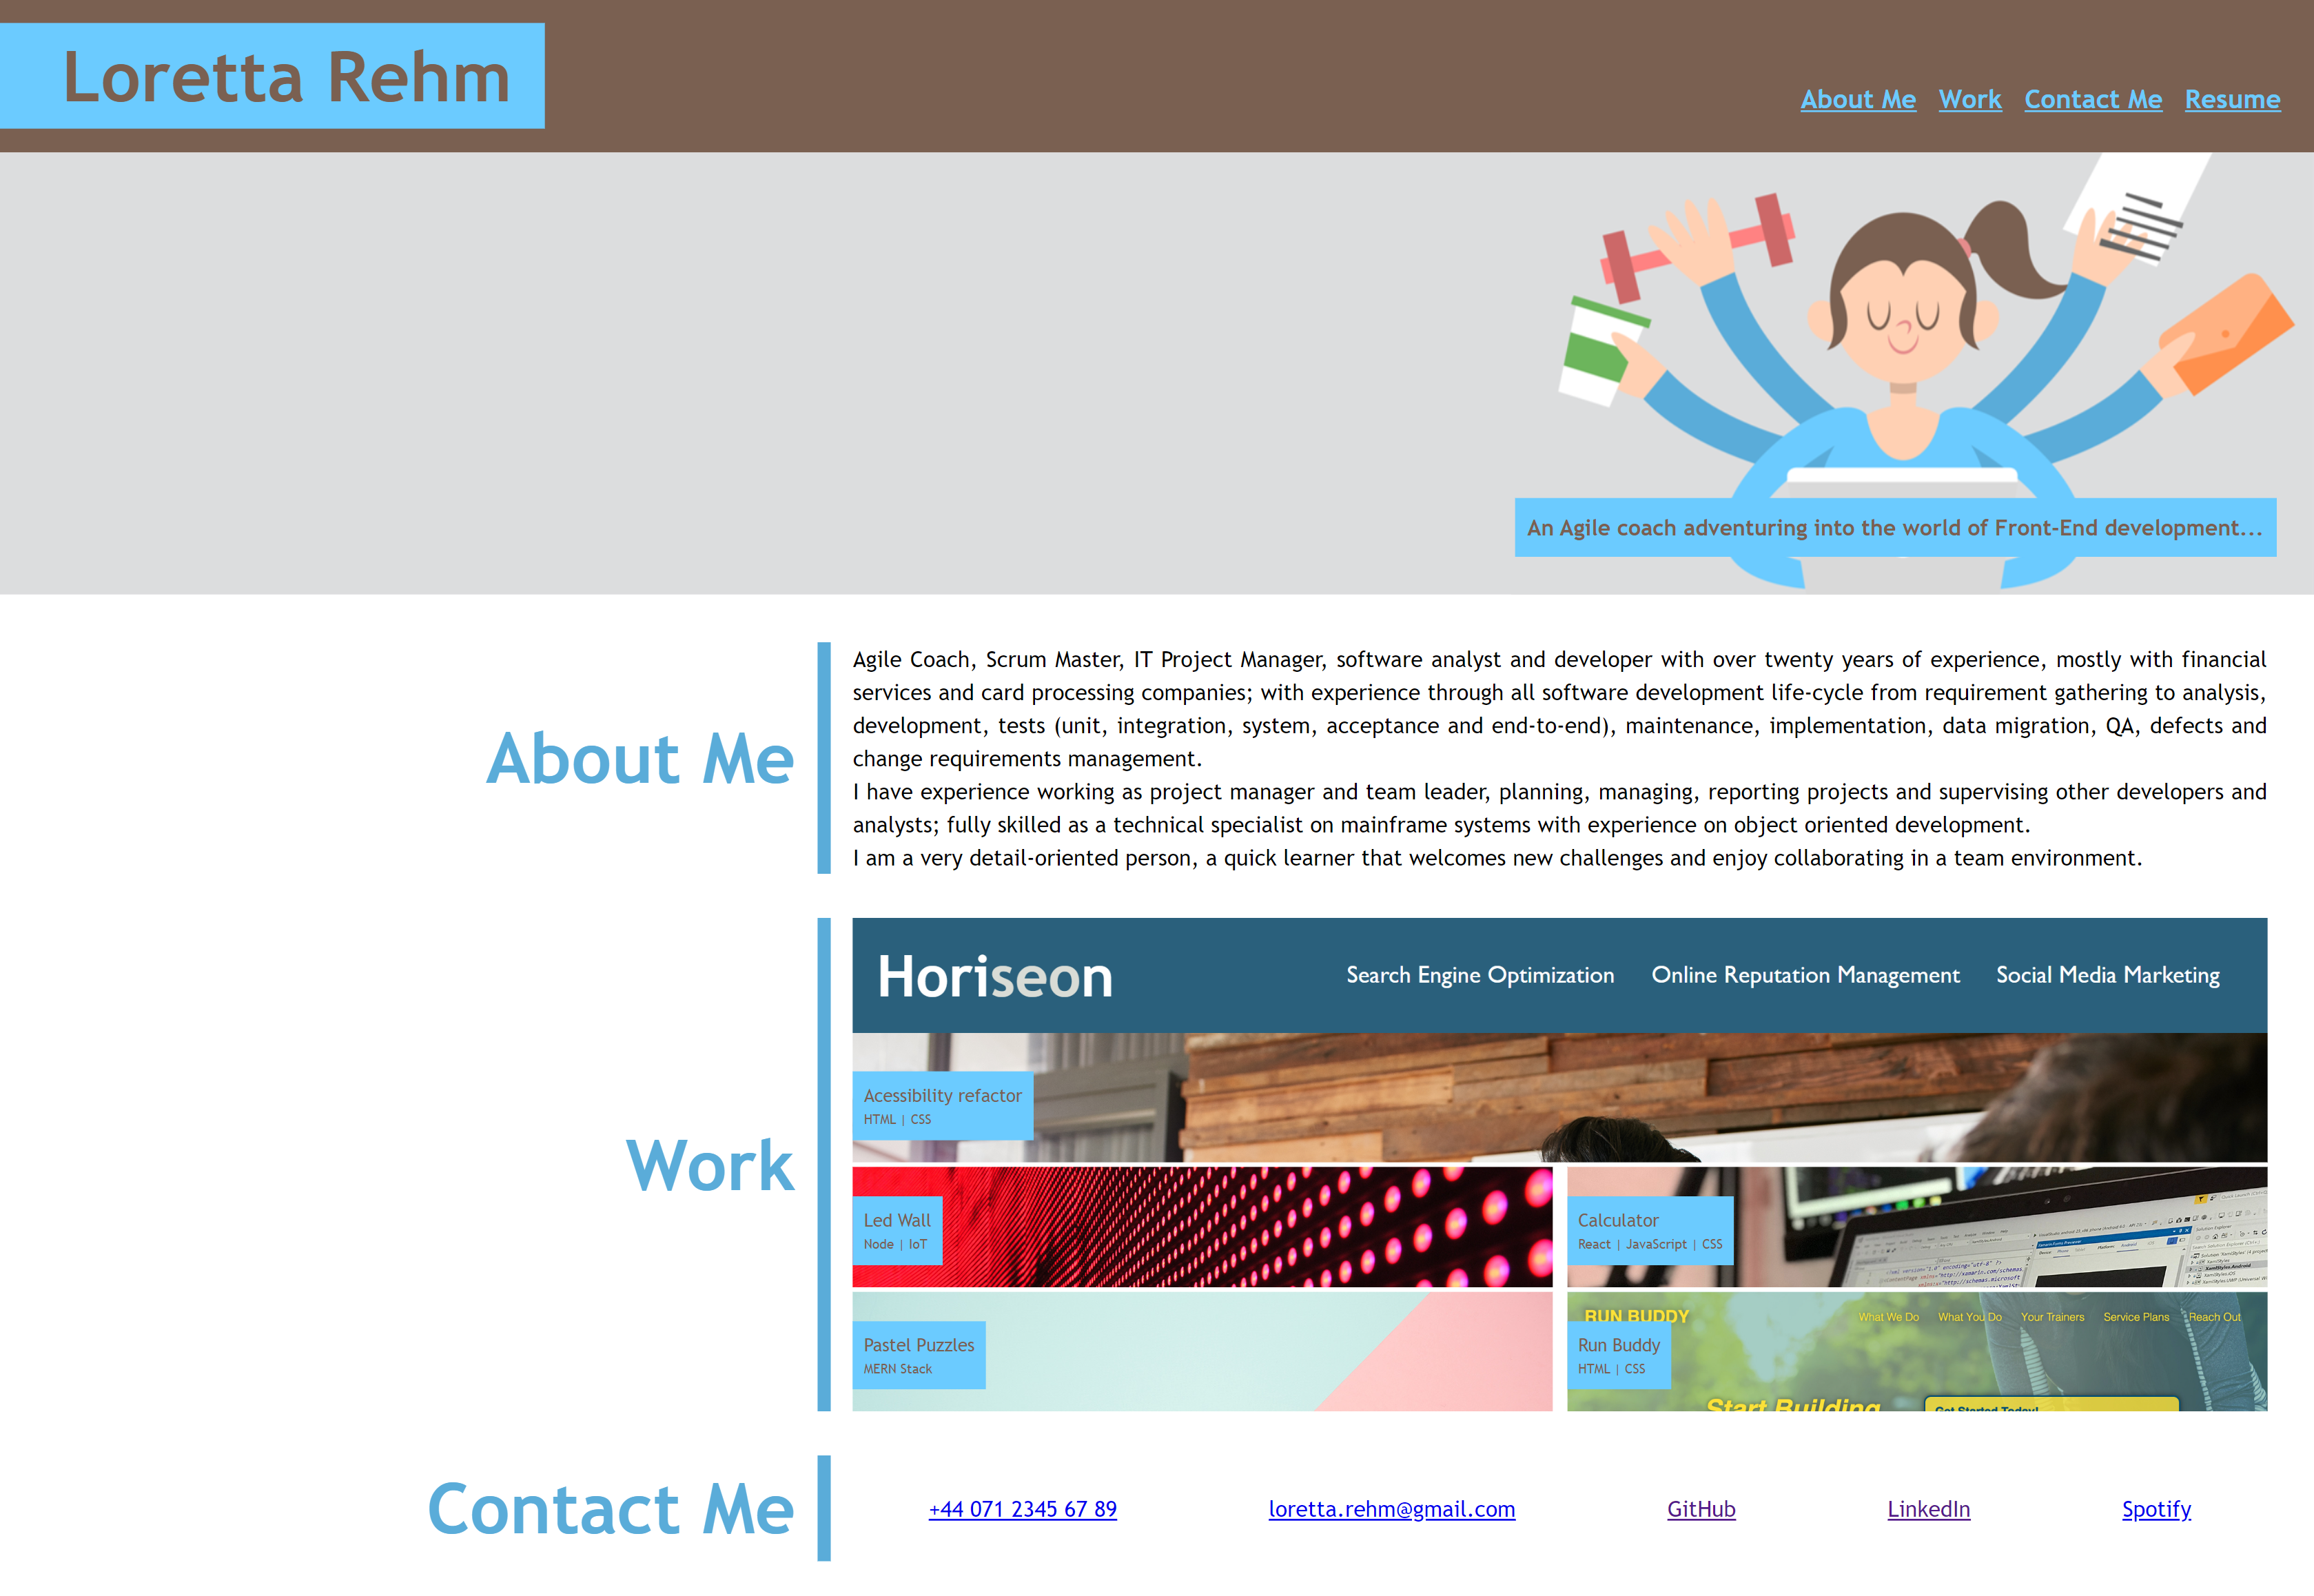 Loretta Rehm
About Me Work Contact Me Resume
An Agile coach adventuring into the world of Front-End development...
About Me
Agile Coach, Scrum Master, IT Project Manager, software analyst and developer with over twenty years of experience, mostly with financial
services and card processing companies; with experience through all software development life-cycle from requirement gathering to analysis,
development, tests (unit, integration, system, acceptance and end-to-end), maintenance, implementation, data migration, QA, defects and
change requirements management.
I have experience working as project manager and team leader, planning, managing, reporting projects and supervising other developers and
analysts; fully skilled as a technical specialist on mainframe systems with experience on object oriented development.
I am a very detail-oriented person, a quick learner that welcomes new challenges and enjoy collaborating in a team environment.
Work
Horiseon
Search Engine Optimization Online Reputation Management Social Media Marketing
Acessibility refactor
HTML | CSS
Led Wall
Node | IoT
Calculator
React | JavaScript | CSS
Pastel Puzzles
MERN Stack
RUN BUDDY
What We Do What You Do Your Trainers Service Plans Reach Out
Run Buddy
HTML | CSS
Start Building
Get Started Today!
Contact Me
+44 071 2345 67 89
loretta.rehm@gmail.com
GitHub
LinkedIn
Spotify